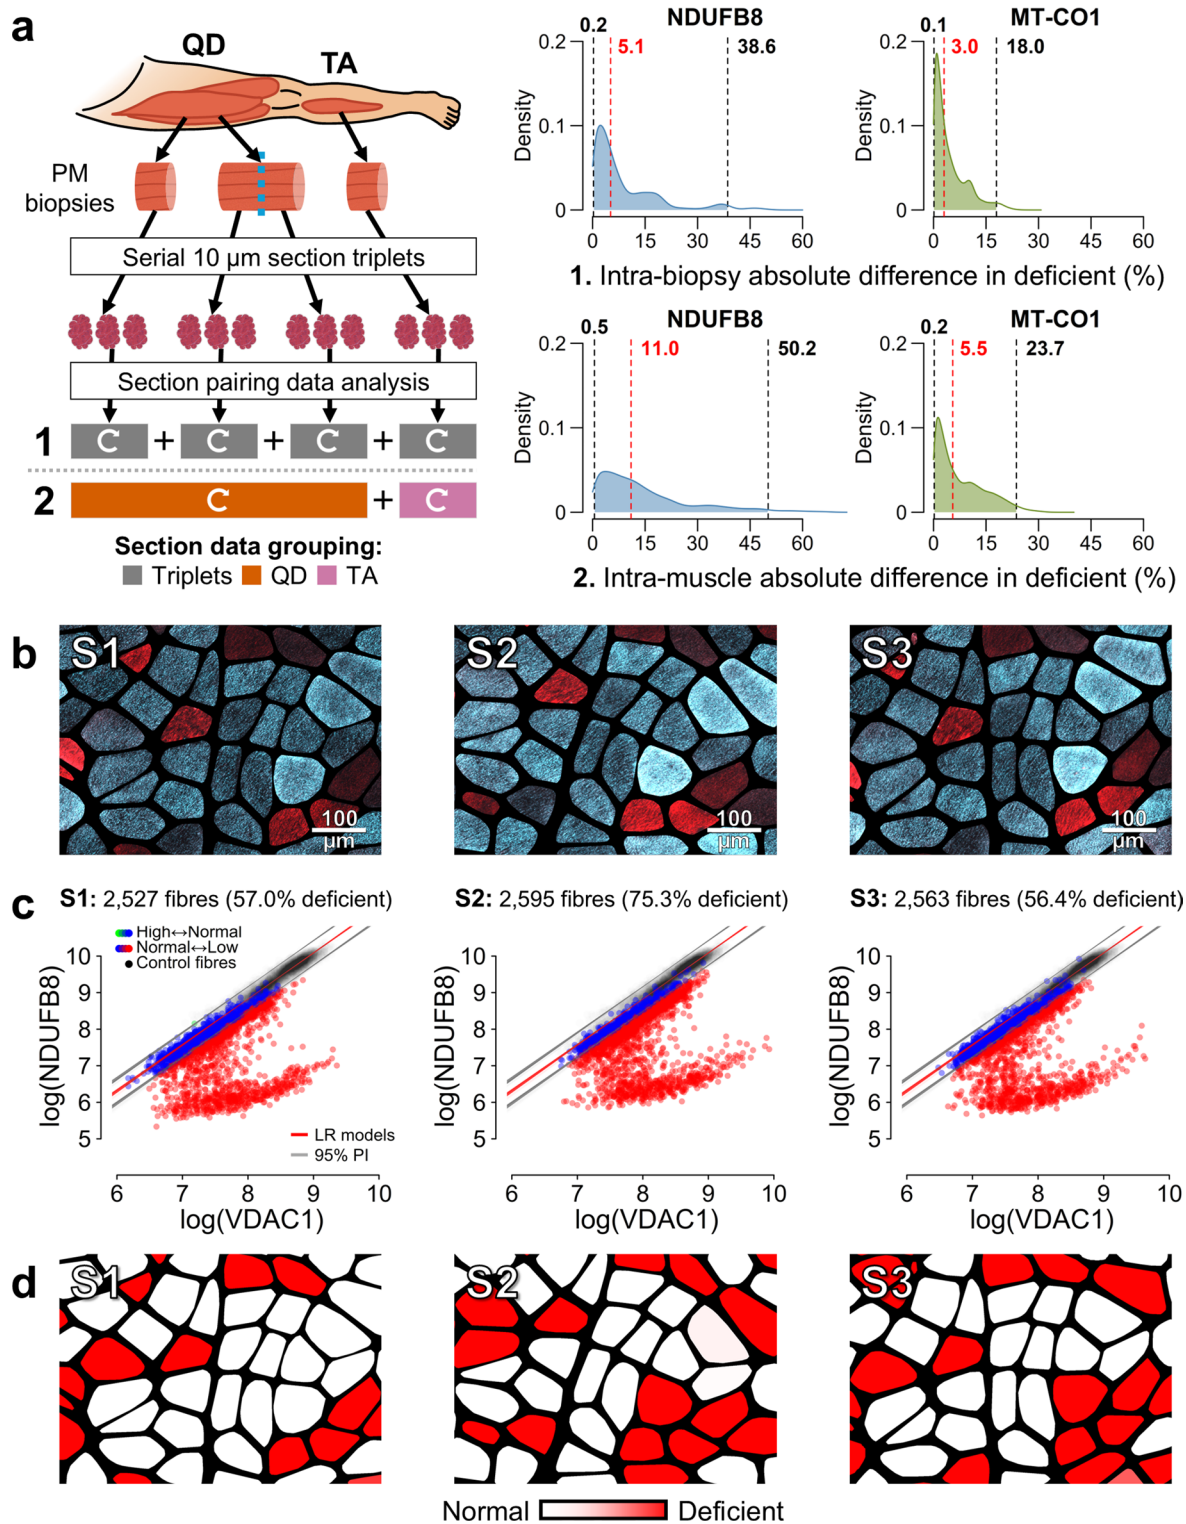 a
QD
TA
PM
biopsies
Serial 10 µm section triplets
Section pairing data analysis
1
+ + +
2
+
Section data grouping:
Triplets QD TA
NDUFB8
0.2
5.1
38.6
Density
0.2
0.1
0
0 15 30 45 60
MT-CO1
0.1
3.0
18.0
Density
0.2
0.1
0
0 15 30 45 60
1. Intra-biopsy absolute difference in deficient (%)
NDUFB8
0.5
11.0
50.2
Density
0.2
0.1
0
0 15 30 45 60
MT-CO1
0.2
5.5
23.7
Density
0.2
0.1
0
0 15 30 45 60
2. Intra-muscle absolute difference in deficient (%)
b
S1
100
µm
S2
100
µm
S3
100
µm
c
S1: 2,527 fibres (57.0% deficient)
High↔Normal
Normal↔Low
Control fibres
log(NDUFB8)
10
9
8
7
6
5
LR models
95% PI
6 7 8 9 10
log(VDAC1)
S2: 2,595 fibres (75.3% deficient)
log(NDUFB8)
10
9
8
7
6
5
6 7 8 9 10
log(VDAC1)
S3: 2,563 fibres (56.4% deficient)
log(NDUFB8)
10
9
8
7
6
5
6 7 8 9 10
log(VDAC1)
d
S1
S2
S3
Normal Deficient